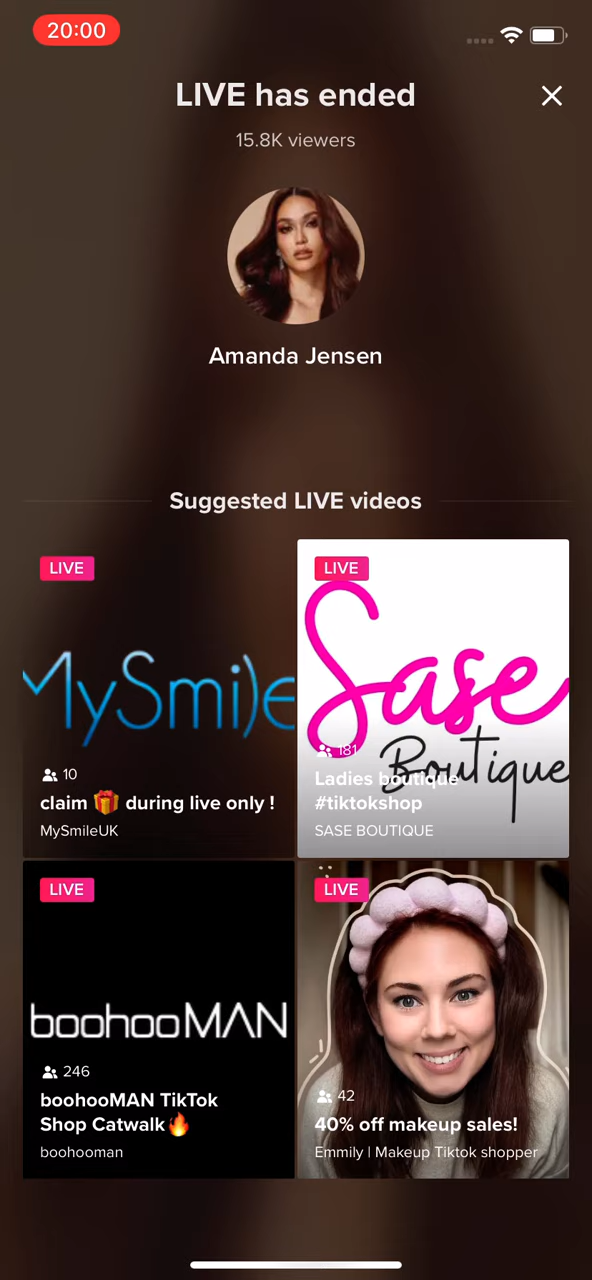 20:00
LIVE has ended
15.8K viewers
Amanda Jensen
Suggested LIVE videos
LIVE
MySmile
10
claim 🎁 during live only !
MySmileUK
LIVE
Sase
Boutique
181
Ladies boutique
#tiktokshop
SASE BOUTIQUE
LIVE
boohooMAN
246
boohooMAN TikTok
Shop Catwalk🔥
boohooman
LIVE
42
40% off makeup sales!
Emmily | Makeup Tiktok shopper